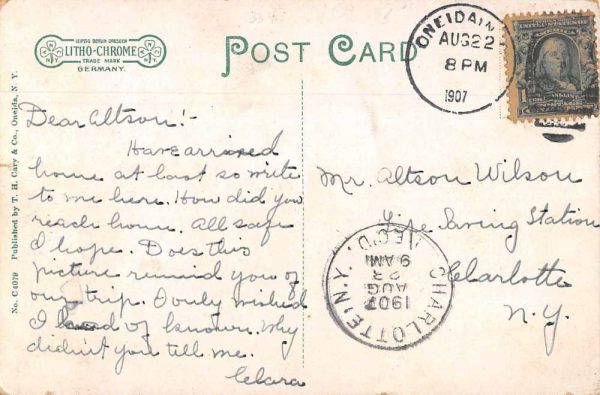 LEIPZIG BERLIN DRESDEN
LITHO-CHROME
TRADE MARK
GERMANY.
N Y
N Y
POST CARD
ONEIDA, N.Y.
AUG 22
8 PM
1907
No. C 4079 Published by T. H. Cary & Co., Oneida, N. Y.
Dear Altson!-
Have arrived
home at last so write
to me here. How did you
reach home. All safe
I hope. Does this
picture remind you of
our trip. I only wished
I had of known. Why
didn't you tell me.
Clara
Mr. Altson Wilson
Life Saving Station
Charlotte
N.Y.
CHARLOTTE N.Y. REC'D.
9 AM
AUG
23
1907